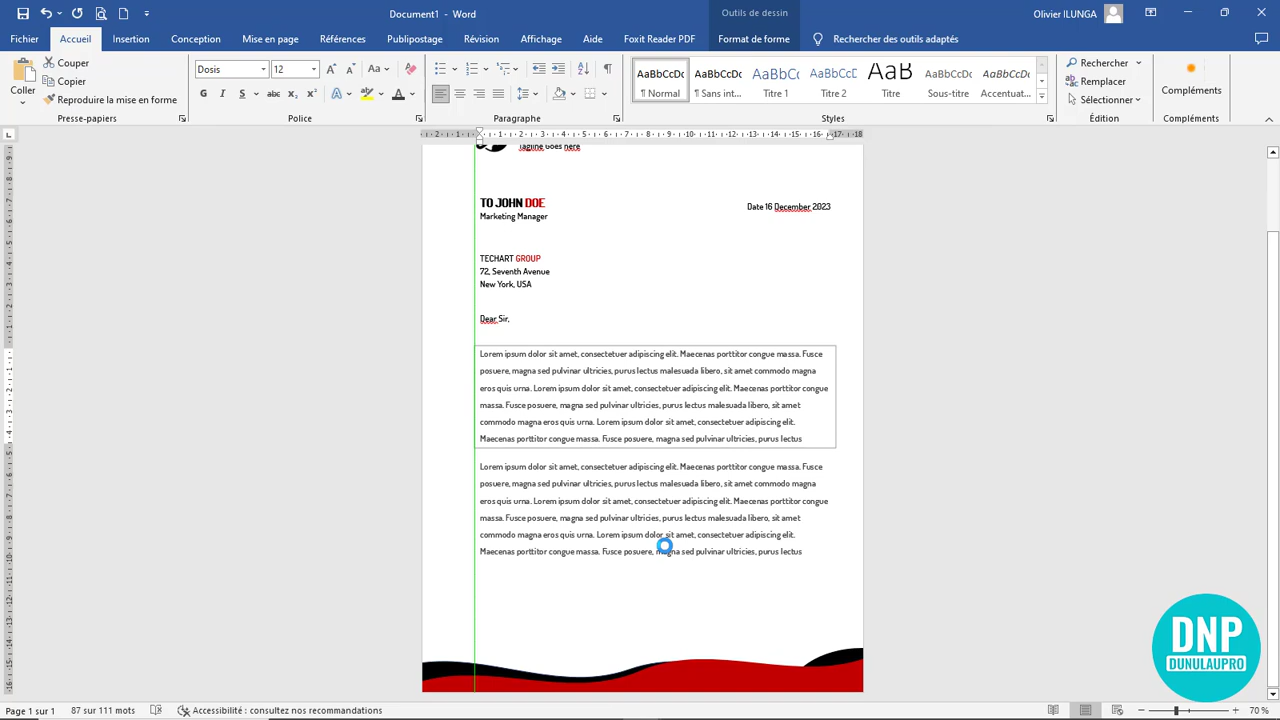 Document1 - Word
Outils de dessin
Olivier ILUNGA
Fichier Accueil Insertion Conception Mise en page Références Publipostage Révision Affichage Aide Foxit Reader PDF Format de forme Rechercher des outils adaptés
Coller
Couper
Copier
Reproduire la mise en forme
Presse-papiers
Dosis 12
G I S abc x₂ x²
Police
Paragraphe
AaBbCcDc AaBbCcDc AaBbCc AaBbCcD AaB AaBbCcD AaBbCcDc
¶ Normal ¶ Sans int... Titre 1 Titre 2 Titre Sous-titre Accentuat...
Styles
Rechercher
Remplacer
Sélectionner
Édition
Compléments
Compléments
Tagline Goes here
TO JOHN DOE
Marketing Manager
Date 16 December 2023
TECHART GROUP
72, Seventh Avenue
New York, USA
Dear Sir,
Lorem ipsum dolor sit amet, consectetuer adipiscing elit. Maecenas porttitor congue massa. Fusce
posuere, magna sed pulvinar ultricies, purus lectus malesuada libero, sit amet commodo magna
eros quis urna. Lorem ipsum dolor sit amet, consectetuer adipiscing elit. Maecenas porttitor congue
massa. Fusce posuere, magna sed pulvinar ultricies, purus lectus malesuada libero, sit amet
commodo magna eros quis urna. Lorem ipsum dolor sit amet, consectetuer adipiscing elit.
Maecenas porttitor congue massa. Fusce posuere, magna sed pulvinar ultricies, purus lectus
Lorem ipsum dolor sit amet, consectetuer adipiscing elit. Maecenas porttitor congue massa. Fusce
posuere, magna sed pulvinar ultricies, purus lectus malesuada libero, sit amet commodo magna
eros quis urna. Lorem ipsum dolor sit amet, consectetuer adipiscing elit. Maecenas porttitor congue
massa. Fusce posuere, magna sed pulvinar ultricies, purus lectus malesuada libero, sit amet
commodo magna eros quis urna. Lorem ipsum dolor sit amet, consectetuer adipiscing elit.
Maecenas porttitor congue massa. Fusce posuere, magna sed pulvinar ultricies, purus lectus
DNP
DUNULAUPRO
Page 1 sur 1 87 sur 111 mots Accessibilité : consultez nos recommandations 70 %